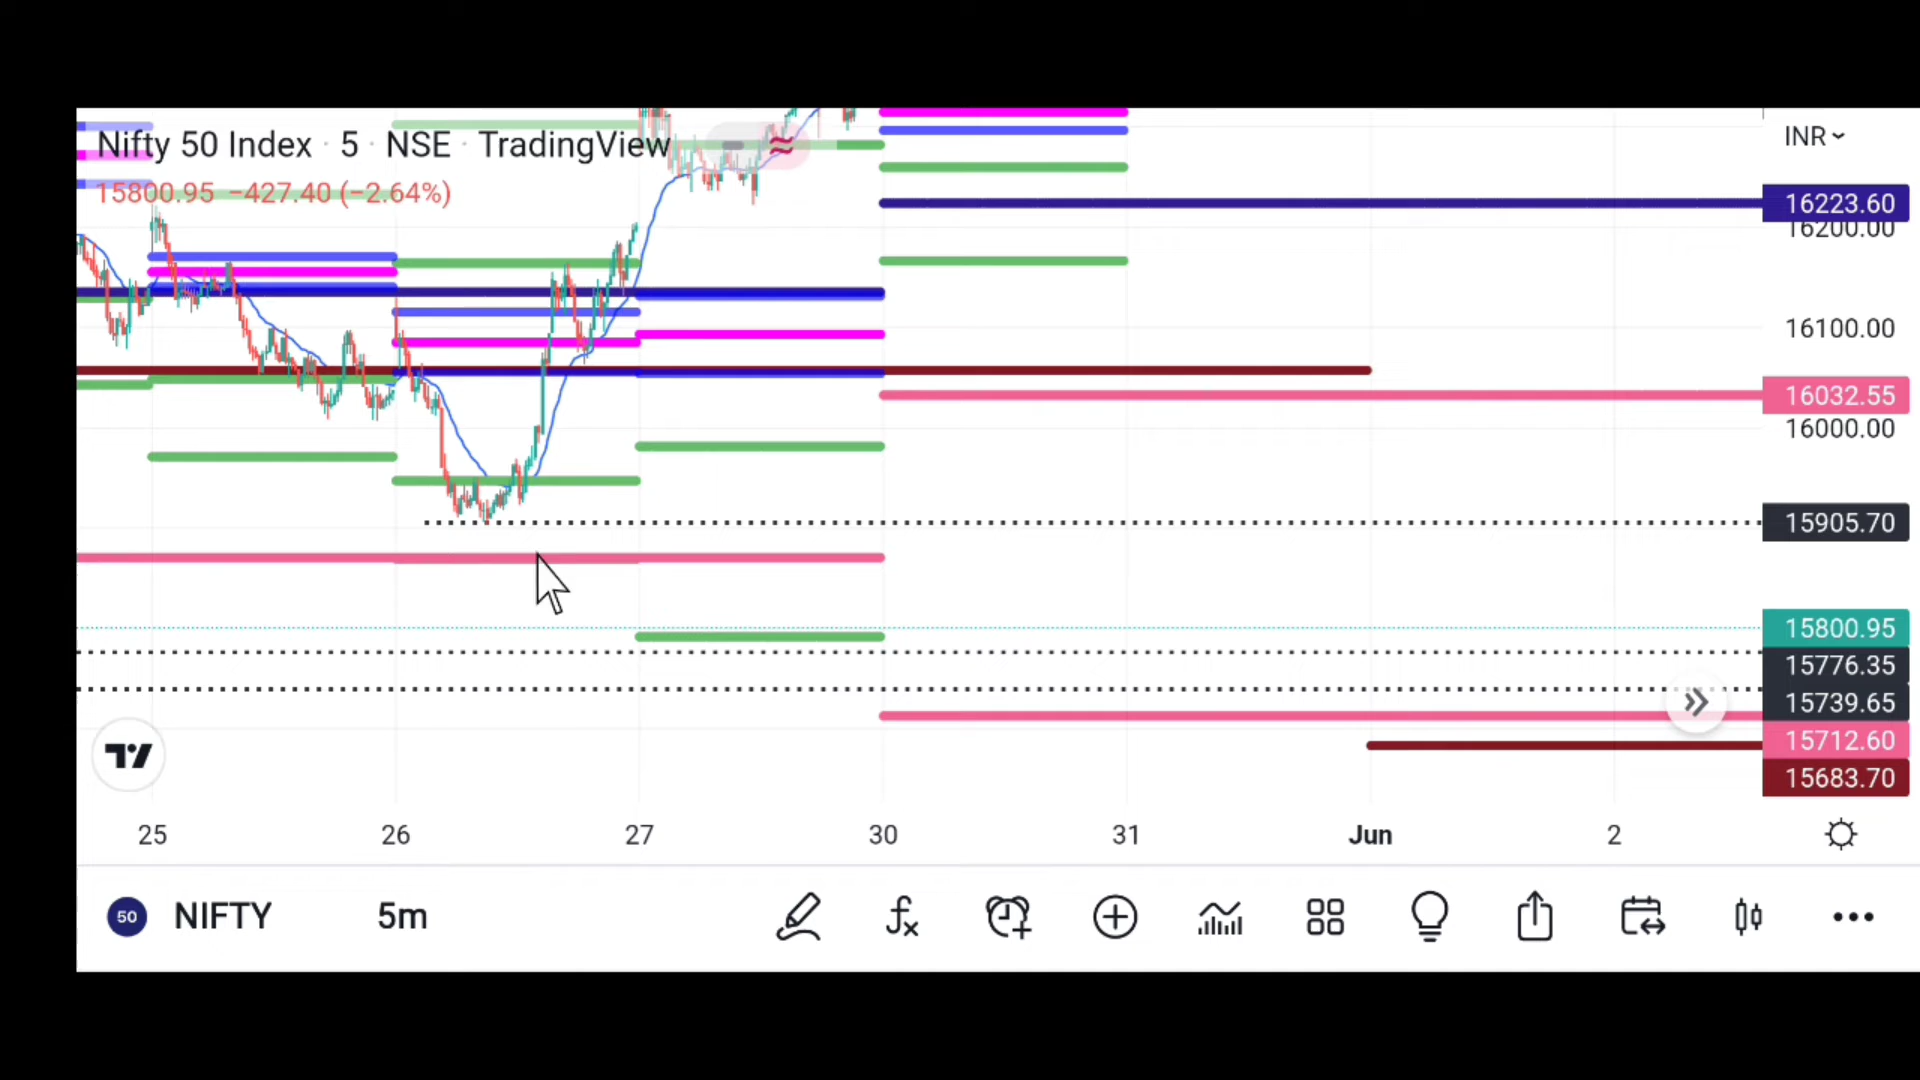 Nifty 50 Index · 5 · NSE · TradingView
15800.95 −427.40 (−2.64%)
INR
16223.60
16200.00
16100.00
16032.55
16000.00
15905.70
15800.95
15776.35
15739.65
15712.60
15683.70
25 26 27 30 31 Jun 2
50 NIFTY 5m